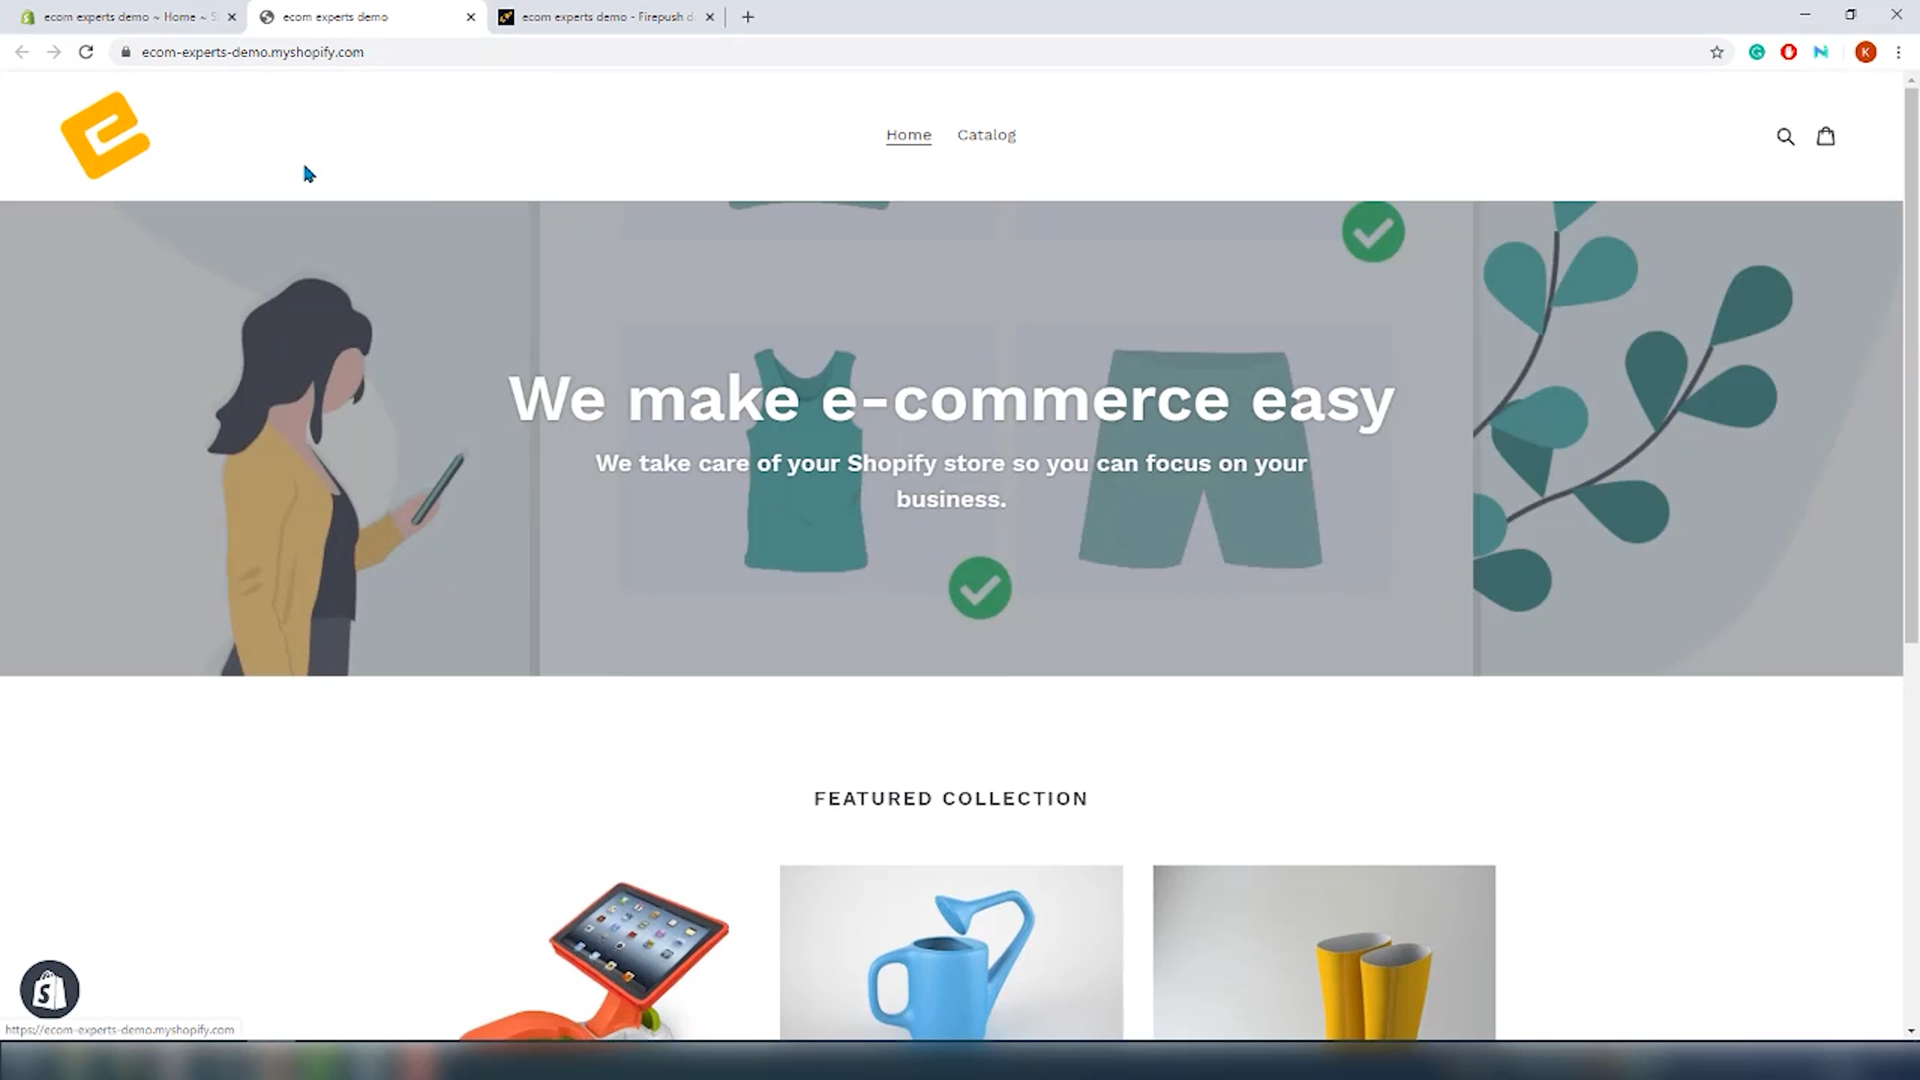 ecom experts demo ~ Home ~ S
ecom experts demo
ecom experts demo - Firepush d
ecom-experts-demo.myshopify.com
K
Home
Catalog
We make e-commerce easy
We take care of your Shopify store so you can focus on your
business.
FEATURED COLLECTION
https://ecom-experts-demo.myshopify.com